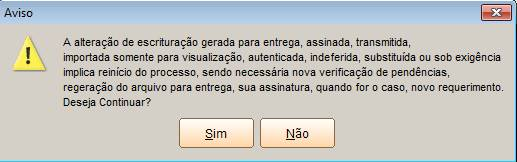 Aviso
A alteração de escrituração gerada para entrega, assinada, transmitida,
importada somente para visualização, autenticada, indeferida, substituída ou sob exigência
implica reinício do processo, sendo necessária nova verificação de pendências,
regeração do arquivo para entrega, sua assinatura, quando for o caso, novo requerimento.
Deseja Continuar?
Sim Não